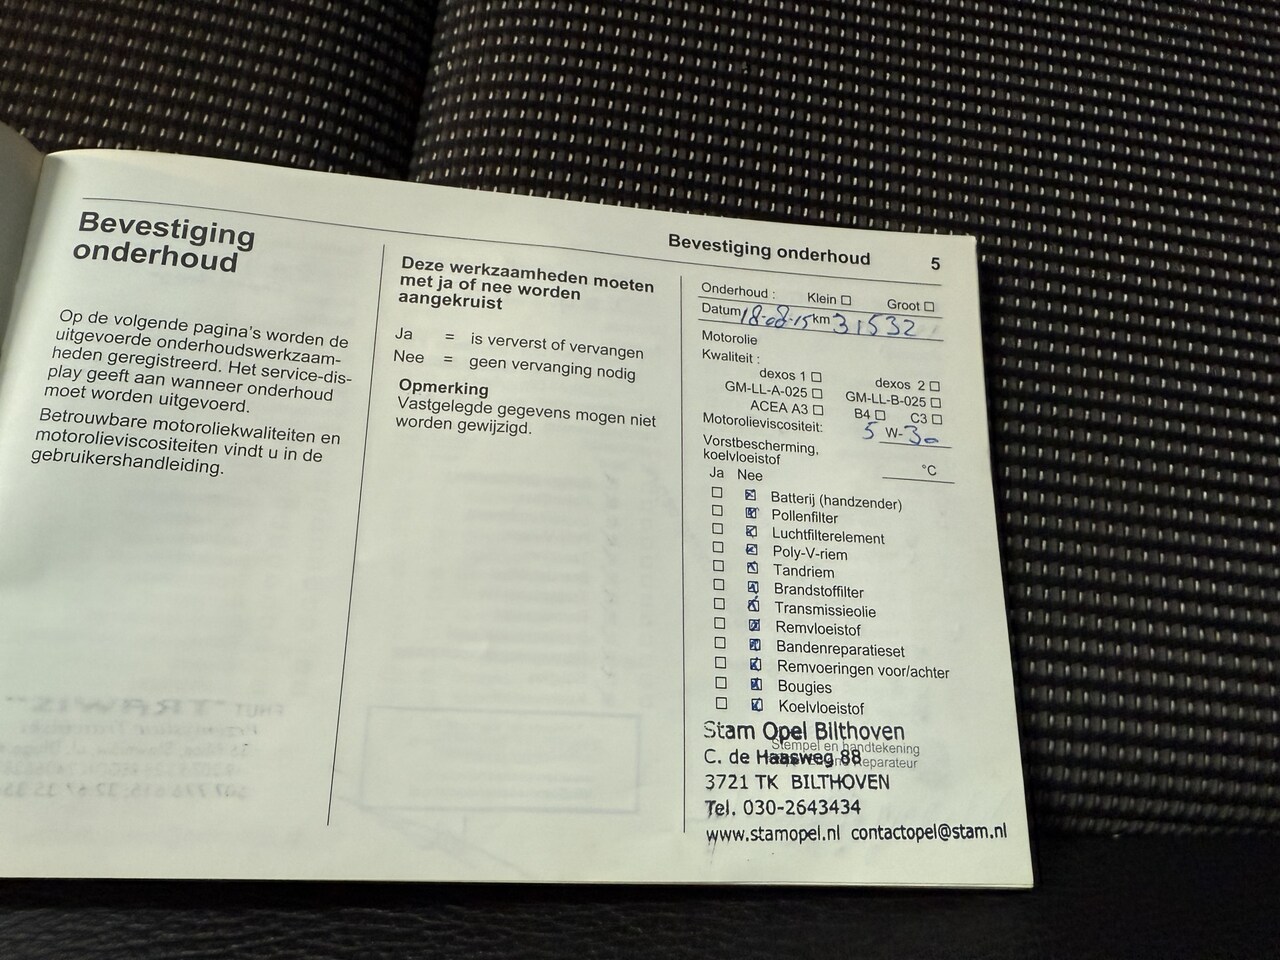 Bevestiging onderhoud 5
Bevestiging
onderhoud
Op de volgende pagina's worden de
uitgevoerde onderhoudswerkzaam-
heden geregistreerd. Het service-dis-
play geeft aan wanneer onderhoud
moet worden uitgevoerd.
Betrouwbare motoroliekwaliteiten en
motorolieviscositeiten vindt u in de
gebruikershandleiding.
Deze werkzaamheden moeten
met ja of nee worden
aangekruist
Ja = is ververst of vervangen
Nee = geen vervanging nodig
Opmerking
Vastgelegde gegevens mogen niet
worden gewijzigd.
Onderhoud : Klein ☐ Groot ☐
Datum 18-08-15 km 31532
Motorolie
Kwaliteit :
dexos 1 ☐ dexos 2 ☐
GM-LL-A-025 ☐ GM-LL-B-025 ☐
ACEA A3 ☐ B4 ☐ C3 ☐
Motorolieviscositeit: 5 W-30
Vorstbescherming,
koelvloeistof °C
Ja Nee
☐ ☒ Batterij (handzender)
☐ ☒ Pollenfilter
☐ ☒ Luchtfilterelement
☐ ☒ Poly-V-riem
☐ ☒ Tandriem
☐ ☒ Brandstoffilter
☐ ☒ Transmissieolie
☐ ☒ Remvloeistof
☐ ☒ Bandenreparatieset
☐ ☒ Remvoeringen voor/achter
☐ ☒ Bougies
☐ ☒ Koelvloeistof
Stam Opel Bilthoven
Stempel en handtekening
C. de Haasweg 88
Reparateur
3721 TK BILTHOVEN
Tel. 030-2643434
www.stamopel.nl contactopel@stam.nl